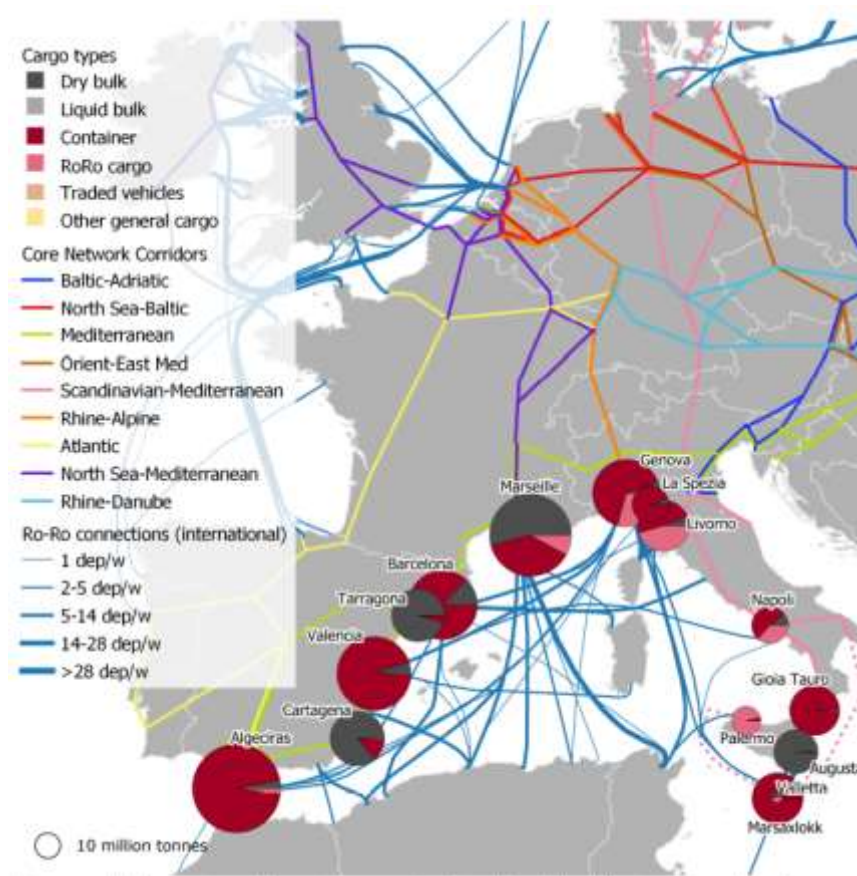 Cargo types
Dry bulk
Liquid bulk
Container
RoRo cargo
Traded vehicles
Other general cargo
Core Network Corridors
Baltic-Adriatic
North Sea-Baltic
Mediterranean
Orient-East Med
Scandinavian-Mediterranean
Rhine-Alpine
Atlantic
North Sea-Mediterranean
Rhine-Danube
Ro-Ro connections (international)
1 dep/w
2-5 dep/w
5-14 dep/w
14-28 dep/w
>28 dep/w
10 million tonnes
Genova
La Spezia
Marseille
Livorno
Barcelona
Tarragona
Napoli
Valencia
Gioia Tauro
Cartagena
Algeciras
Palermo
Augusta
Valletta
Marsaxlokk